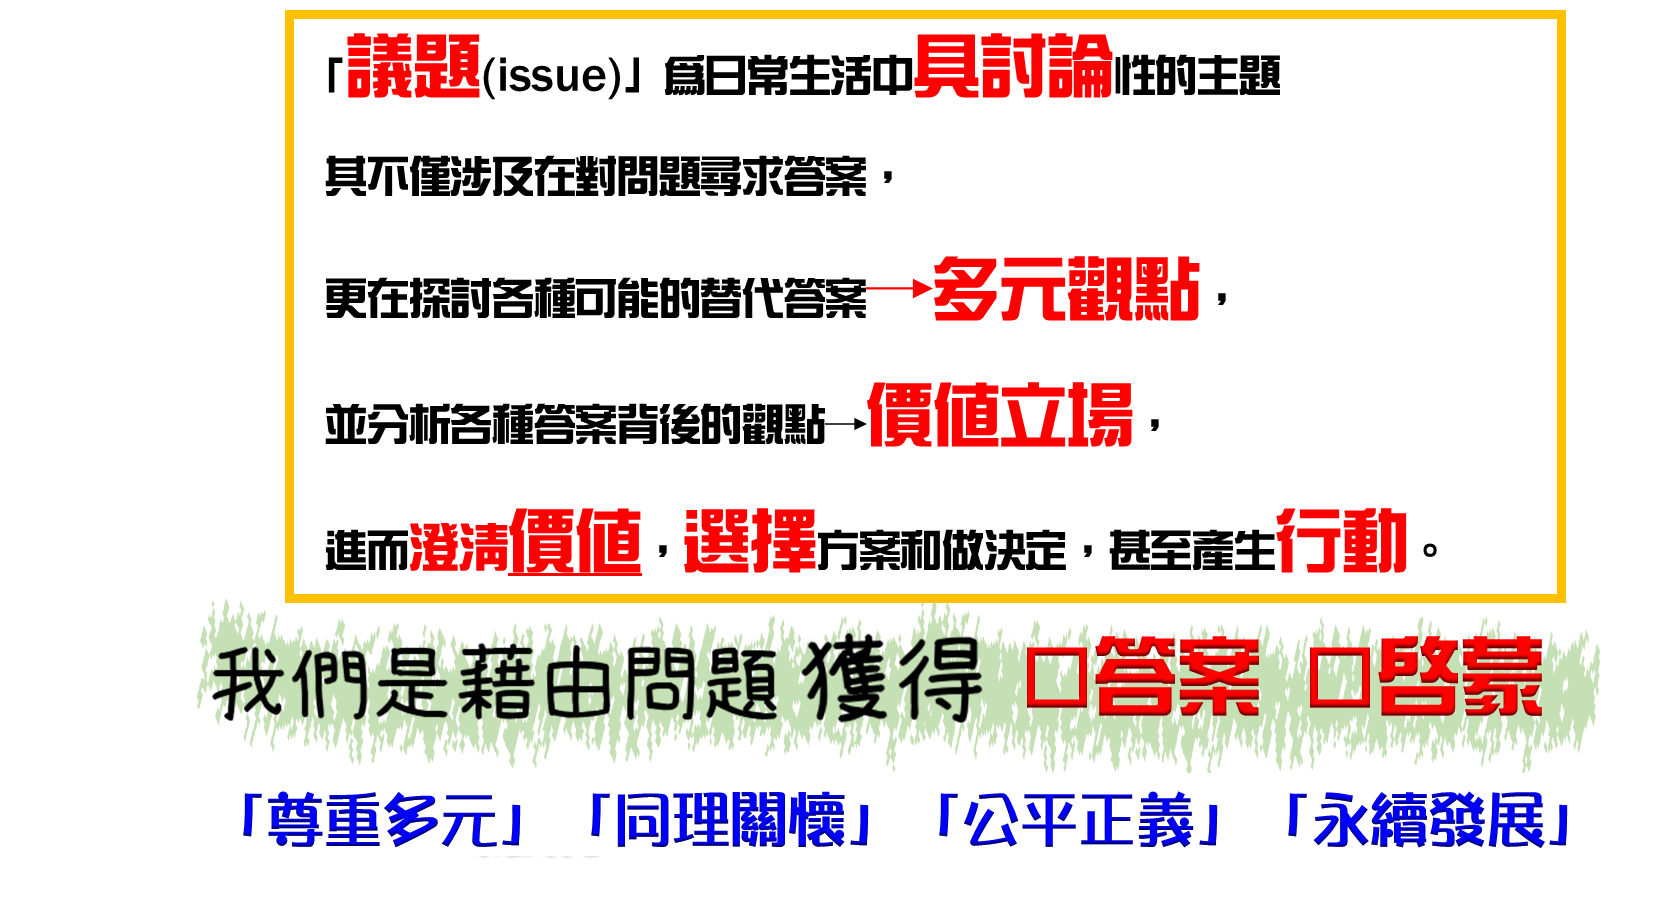 「議題(issue)」為日常生活中具討論性的主題
其不僅涉及在對問題尋求答案，
更在探討各種可能的替代答案→多元觀點，
並分析各種答案背後的觀點→價值立場，
進而澄清價值，選擇方案和做決定，甚至產生行動。
我們是藉由問題 獲得 □答案 □啓蒙
「尊重多元」「同理關懷」「公平正義」「永續發展」